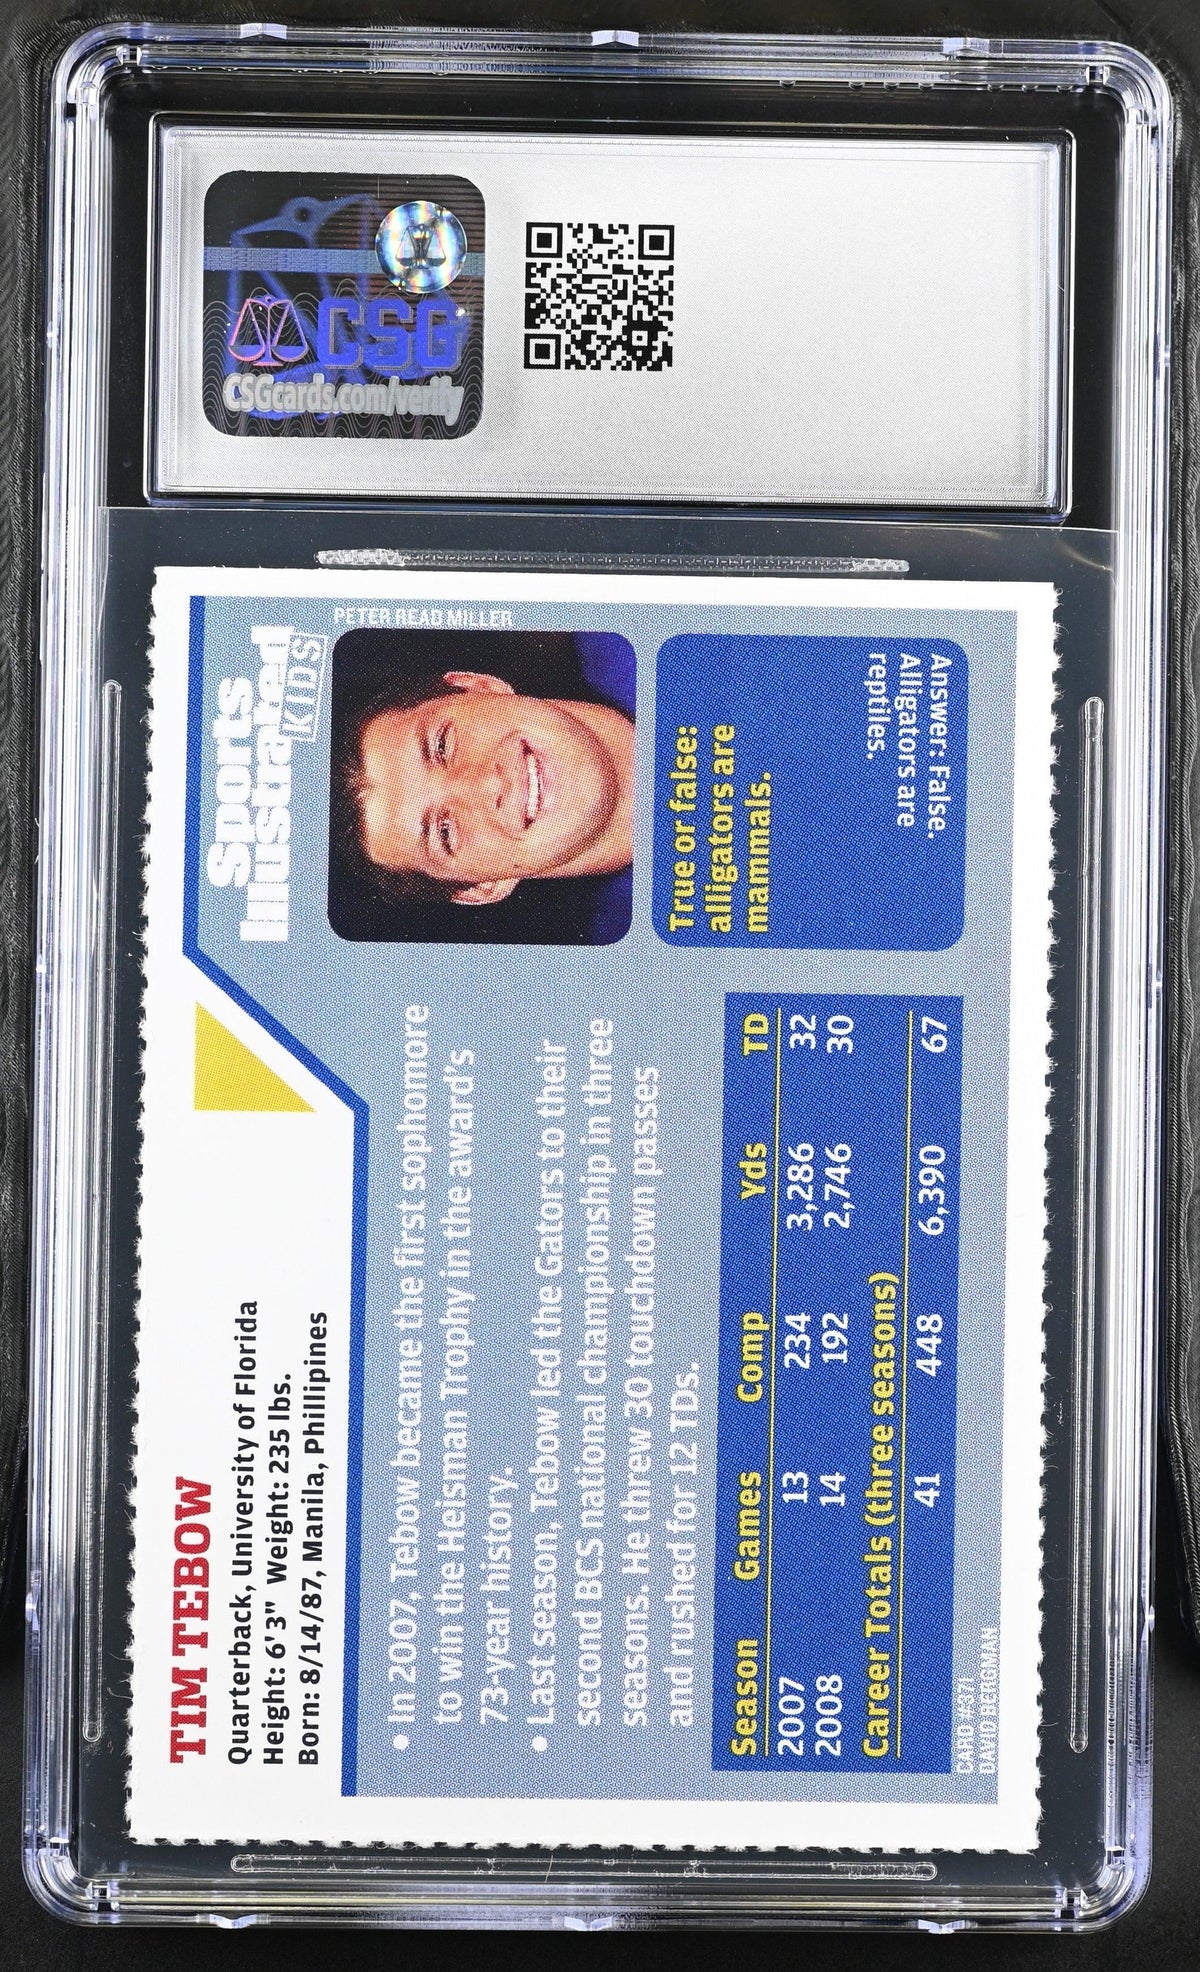 CSG
CSGcards.com/verify
TIM TEBOW
Quarterback, University of Florida
Height: 6' 3" Weight: 235 lbs.
Born: 8/14/87, Manila, Phillipines
Sports
Illustrated
KIDS
PETER READ MILLER
• In 2007, Tebow became the first sophomore
to win the Heisman Trophy in the award's
73-year history.
• Last season, Tebow led the Gators to their
second BCS national championship in three
seasons. He threw 30 touchdown passes
and rushed for 12 TDs.
True or false:
alligators are
mammals.
Answer: False.
Alligators are
reptiles.
Season Games Comp Yds TD
2007 13 234 3,286 32
2008 14 192 2,746 30
Career Totals (three seasons)
41 448 6,390 67
CARD #371
DAVID BERGMAN